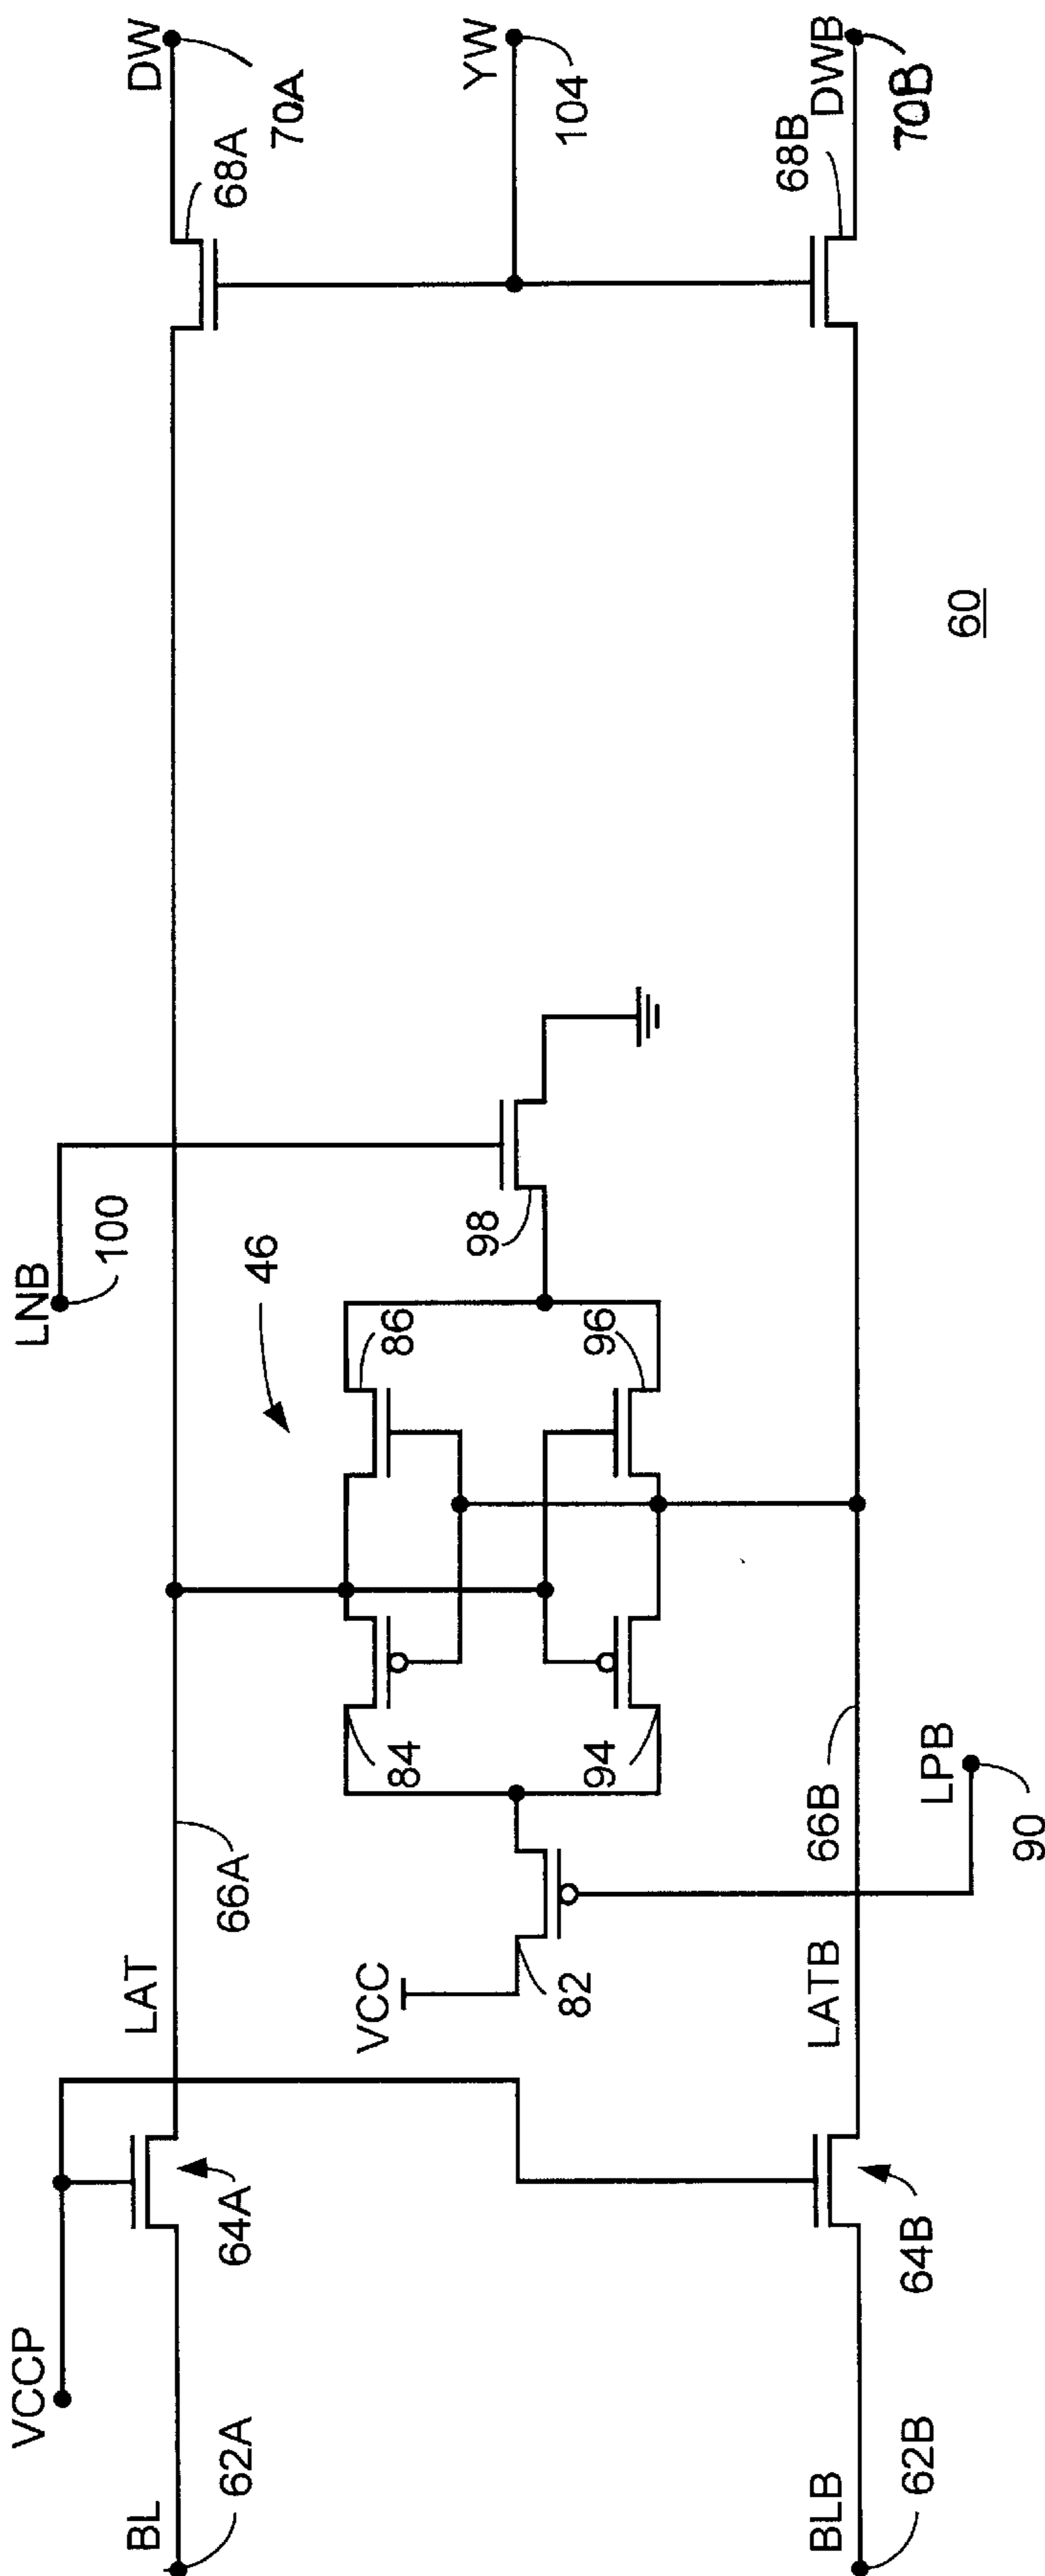 VCCP
BL
62A
64A
LAT
66A
LNB
100
DW
70A
68A
VCC
82
84
86
46
98
94
96
YW
104
BLB
62B
64B
LATB
66B
LPB
90
68B
DWB
70B
60